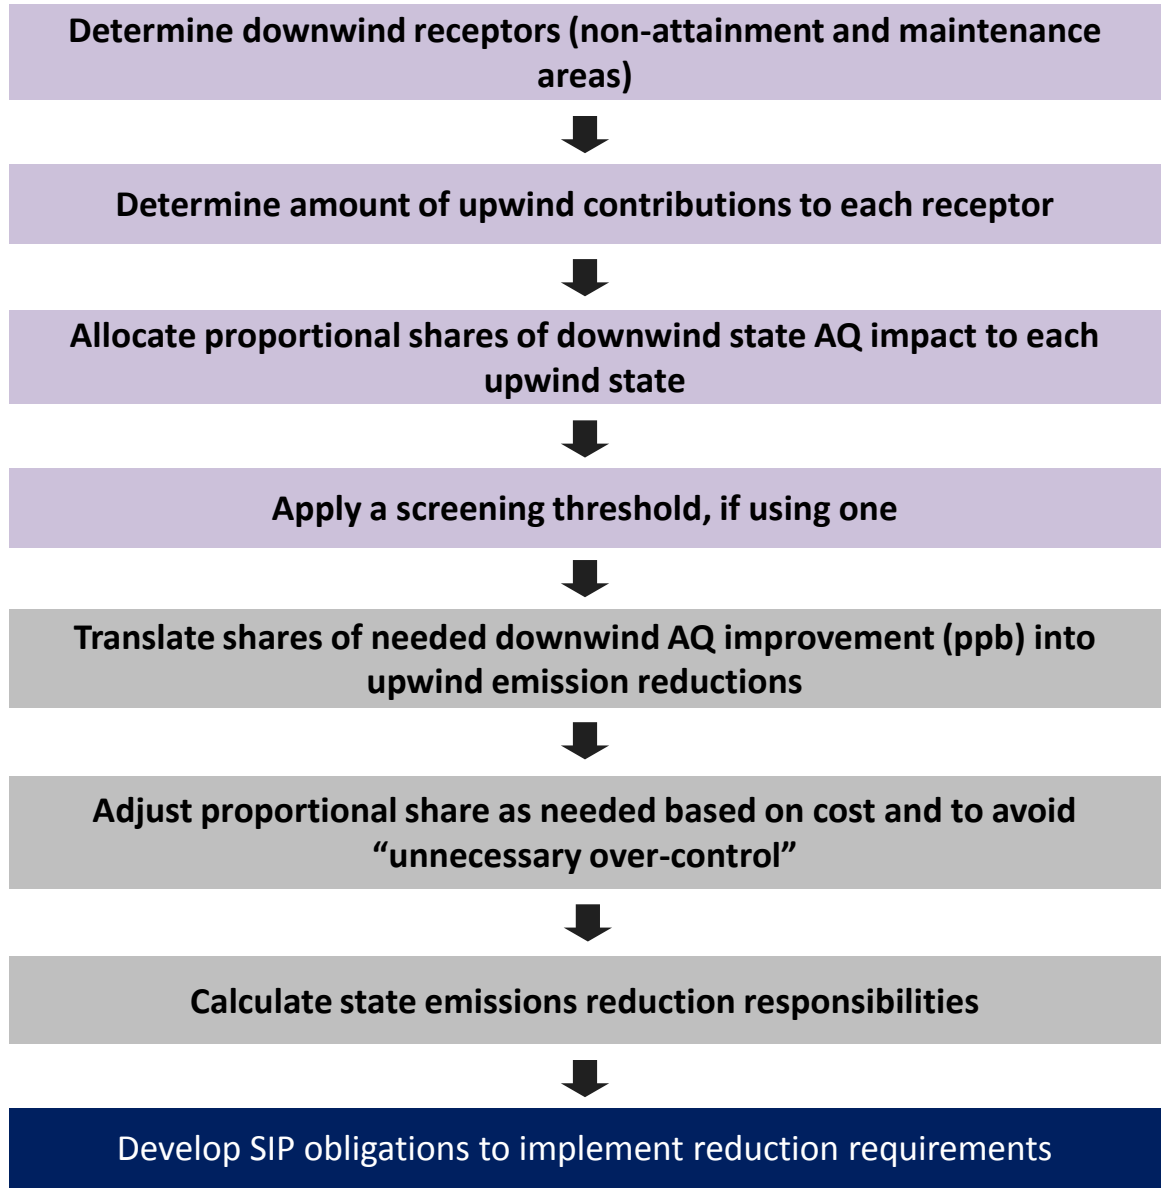 Determine downwind receptors (non-attainment and maintenance
areas)
Determine amount of upwind contributions to each receptor
Allocate proportional shares of downwind state AQ impact to each
upwind state
Apply a screening threshold, if using one
Translate shares of needed downwind AQ improvement (ppb) into
upwind emission reductions
Adjust proportional share as needed based on cost and to avoid
“unnecessary over-control”
Calculate state emissions reduction responsibilities
Develop SIP obligations to implement reduction requirements